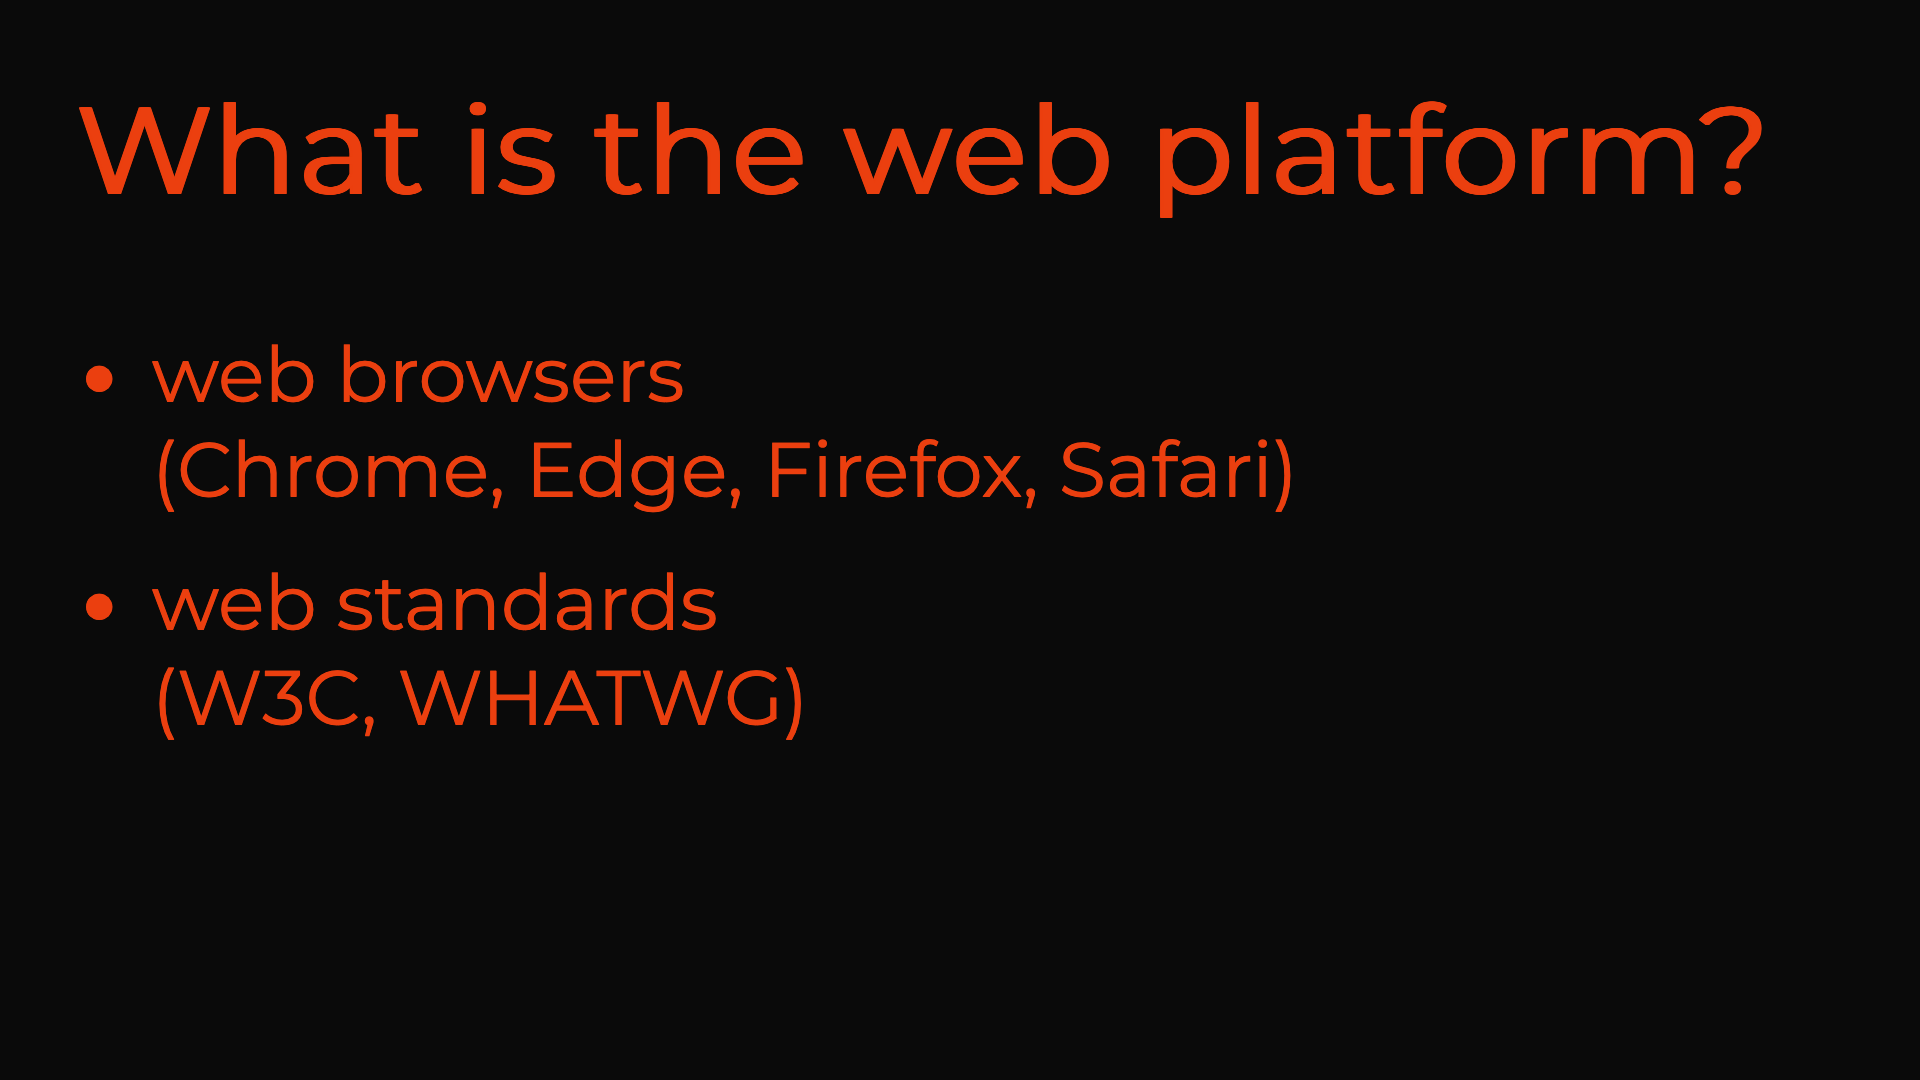 What is the web platform?
• web browsers
(Chrome, Edge, Firefox, Safari)
• web standards
(W3C, WHATWG)